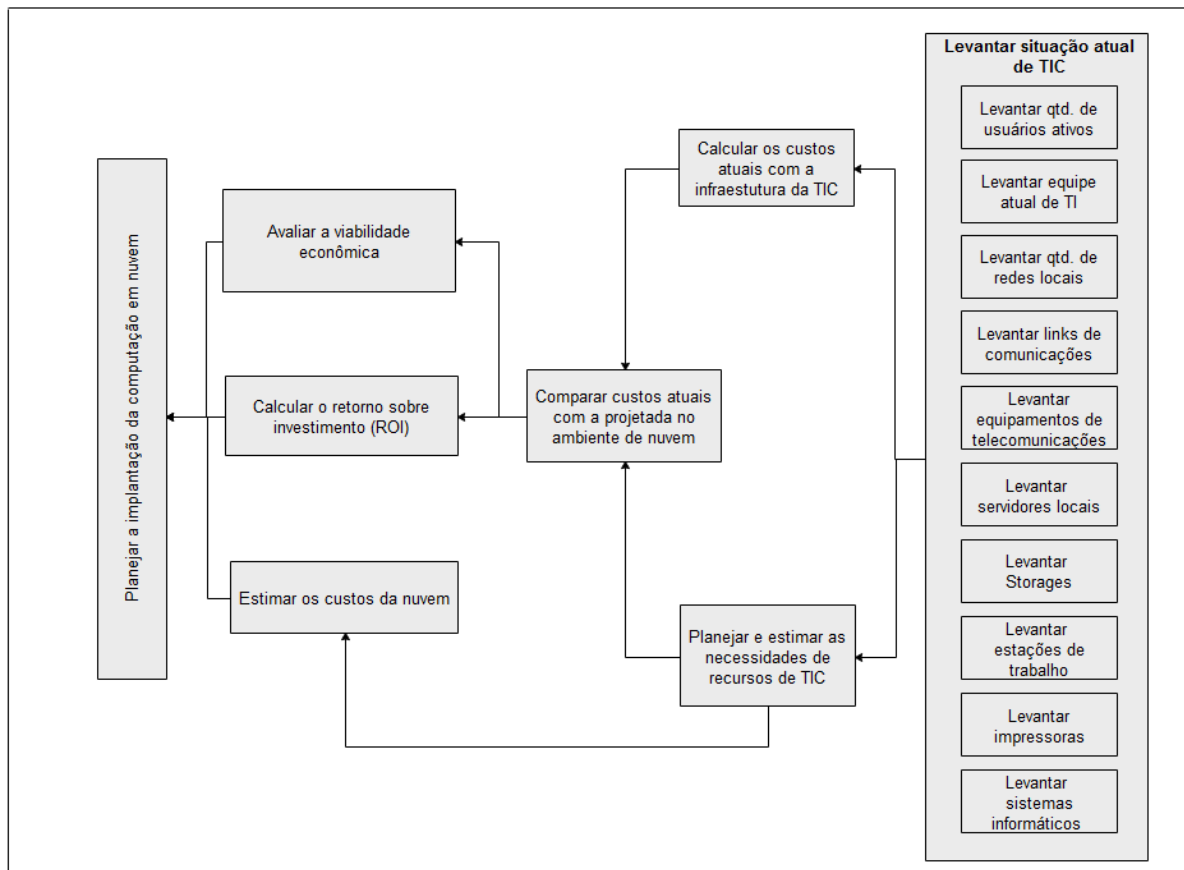 Levantar situação atual
de TIC
Levantar qtd. de
usuários ativos
Levantar equipe
atual de TI
Levantar qtd. de
redes locais
Levantar links de
comunicações
Levantar
equipamentos de
telecomunicações
Levantar
servidores locais
Levantar
Storages
Levantar
estações de
trabalho
Levantar
impressoras
Levantar
sistemas
informáticos
Calcular os custos
atuais com a
infraestutura da TIC
Planejar e estimar as
necessidades de
recursos de TIC
Comparar custos atuais
com a projetada no
ambiente de nuvem
Avaliar a viabilidade
econômica
Calcular o retorno sobre
investimento (ROI)
Estimar os custos da nuvem
Planejar a implantação da computação em nuvem